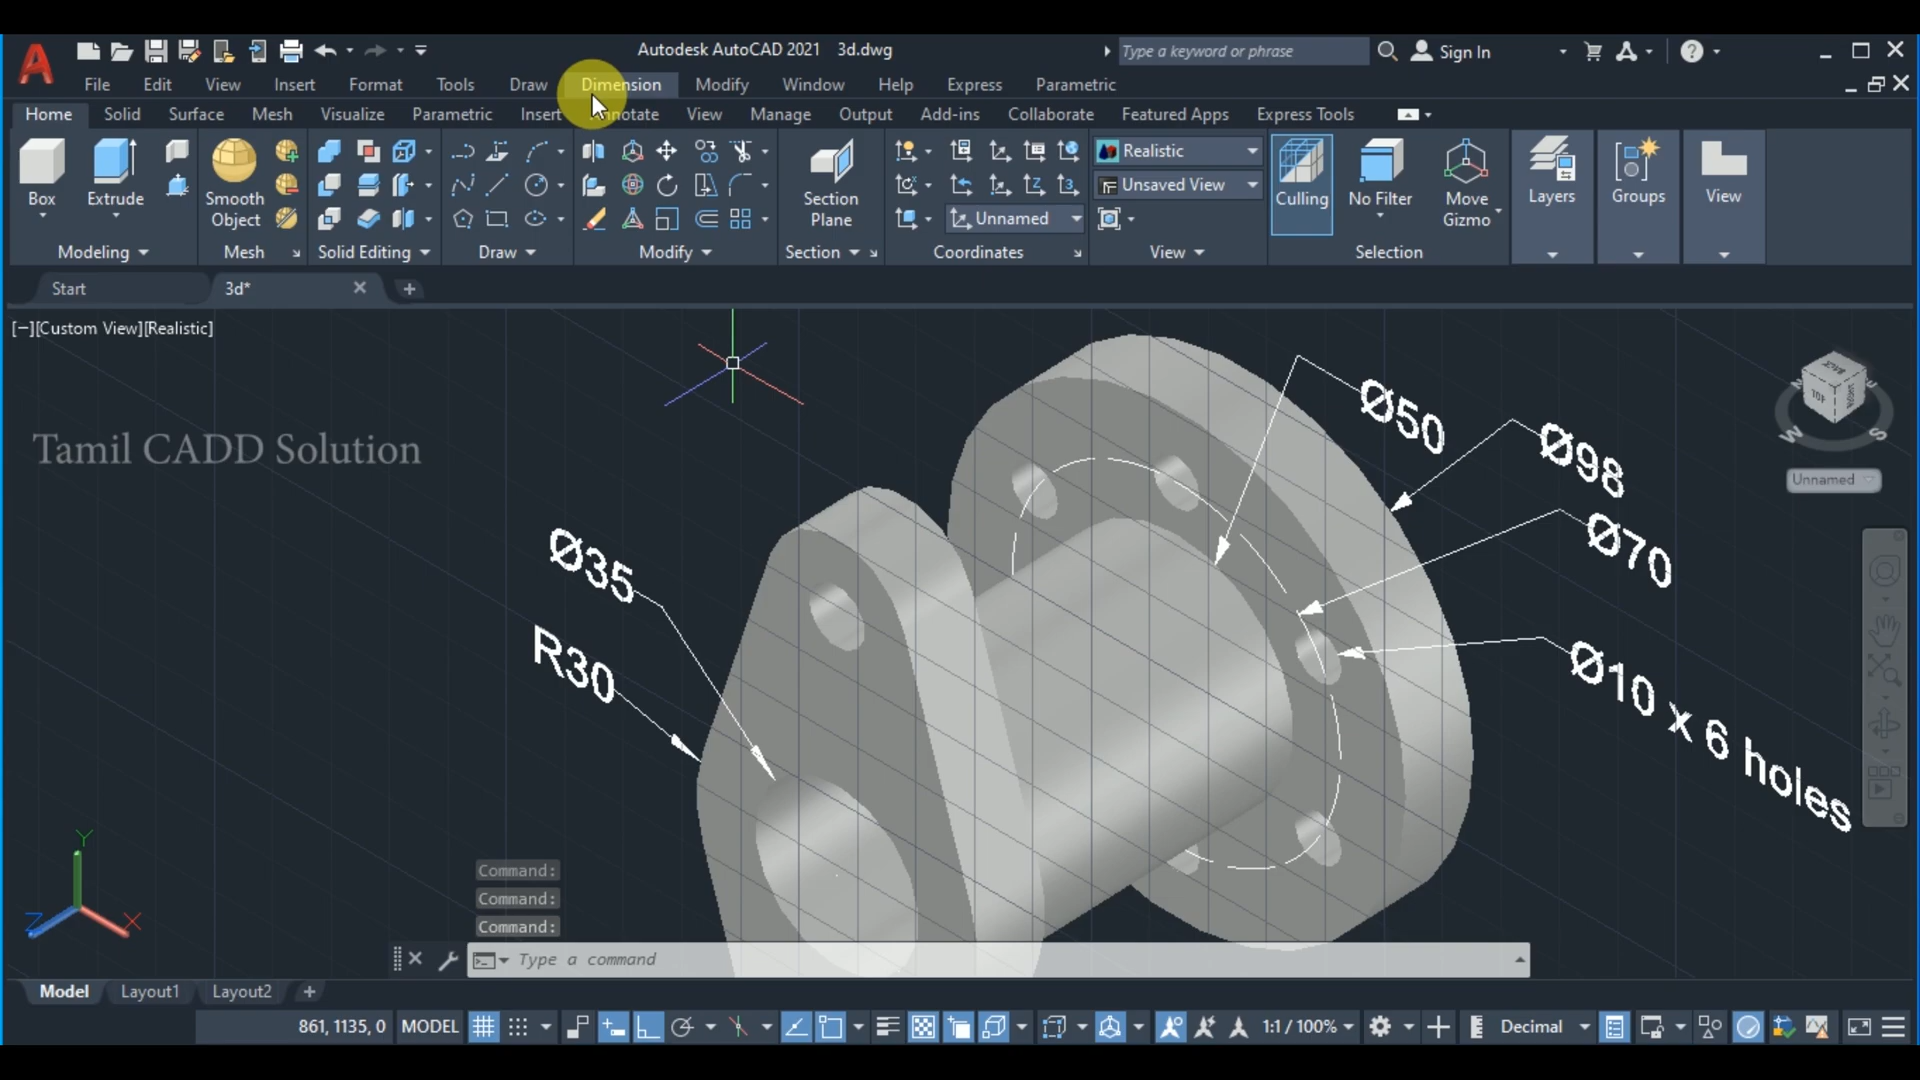 Autodesk AutoCAD 2021 3d.dwg
Type a keyword or phrase
Sign In
File Edit View Insert Format Tools Draw Dimension Modify Window Help Express Parametric
Home Solid Surface Mesh Visualize Parametric Insert Annotate View Manage Output Add-ins Collaborate Featured Apps Express Tools
Box
Extrude
Smooth
Object
Section
Plane
Realistic
Unsaved View
Unnamed
Culling
No Filter
Move
Gizmo
Layers
Groups
View
Modeling
Mesh
Solid Editing
Draw
Modify
Section
Coordinates
View
Selection
Start
3d*
[−][Custom View][Realistic]
Tamil CADD Solution
Ø50
Ø98
Ø70
Ø10 x 6 holes
Ø35
R30
TOP
BACK
W
S
Unnamed
Y
X
Z
Command:
Command:
Command:
Type a command
Model Layout1 Layout2
861, 1135, 0 MODEL
1:1 / 100%
Decimal